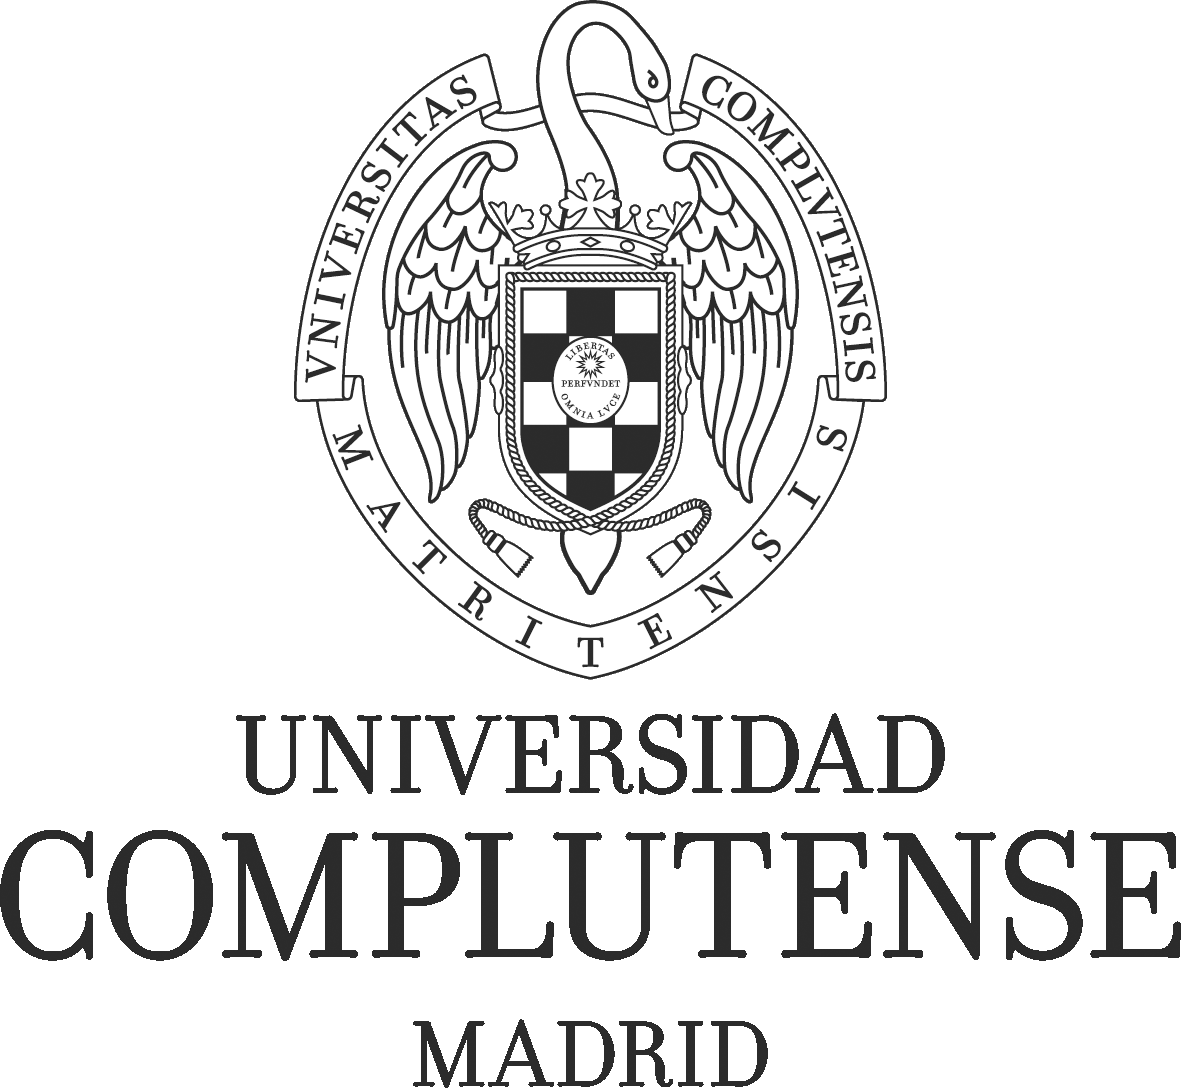 VNIVERSITAS
COMPLVTENSIS
MATRITENSIS
LIBERTAS
PERFVNDET
OMNIA LVCE
UNIVERSIDAD
COMPLUTENSE
MADRID